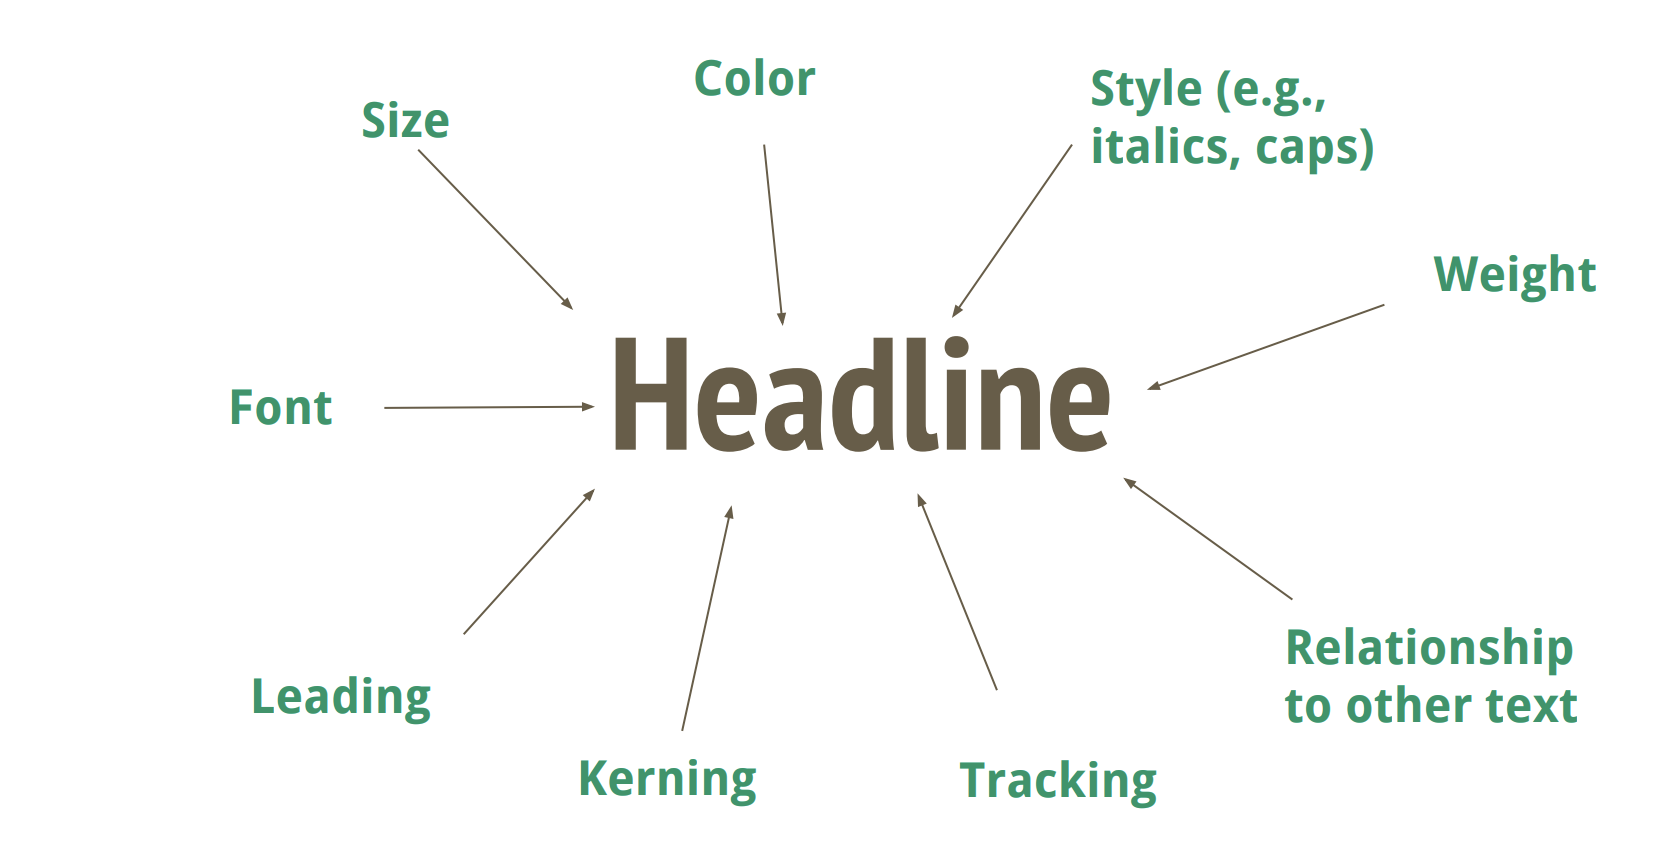 Color
Size
Style (e.g.,
italics, caps)
Weight
Headline
Font
Leading
Kerning
Tracking
Relationship
to other text